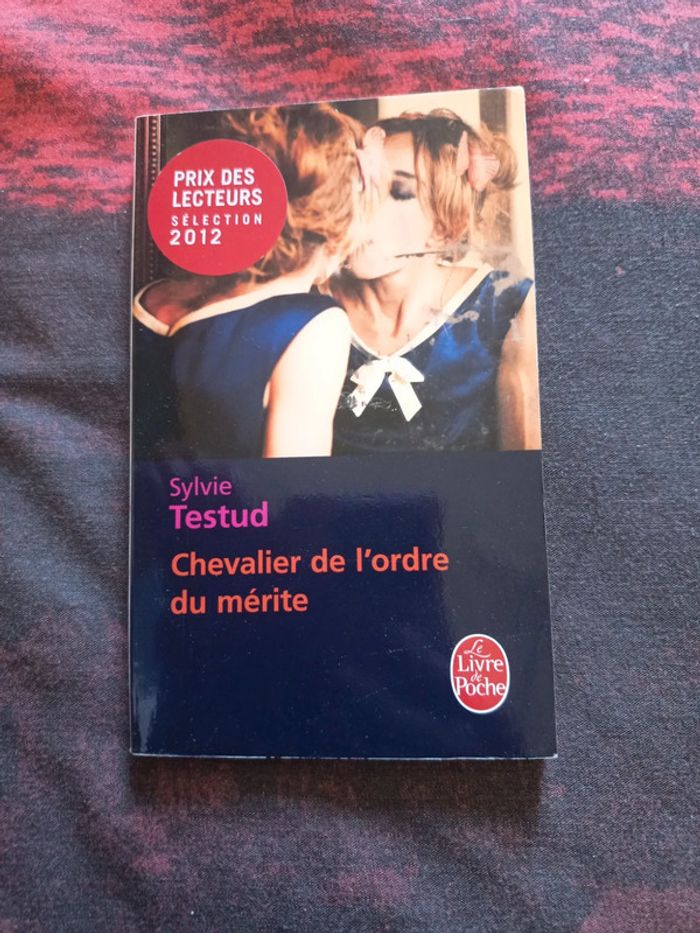 PRIX DES
LECTEURS
SÉLECTION
2012
Sylvie
Testud
Chevalier de l'ordre
du mérite
Le
Livre
de
Poche